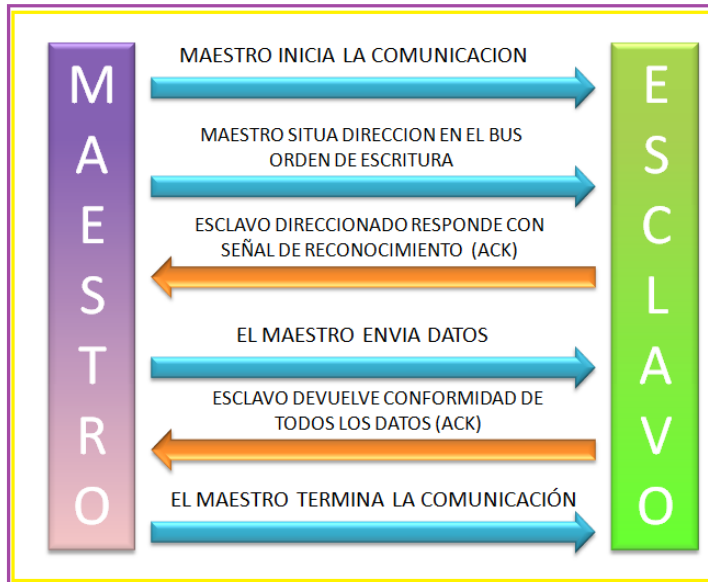 MAESTRO
MAESTRO INICIA LA COMUNICACION
MAESTRO SITUA DIRECCION EN EL BUS
ORDEN DE ESCRITURA
ESCLAVO DIRECCIONADO RESPONDE CON
SEÑAL DE RECONOCIMIENTO (ACK)
EL MAESTRO ENVIA DATOS
ESCLAVO DEVUELVE CONFORMIDAD DE
TODOS LOS DATOS (ACK)
EL MAESTRO TERMINA LA COMUNICACIÓN
ESCLAVO